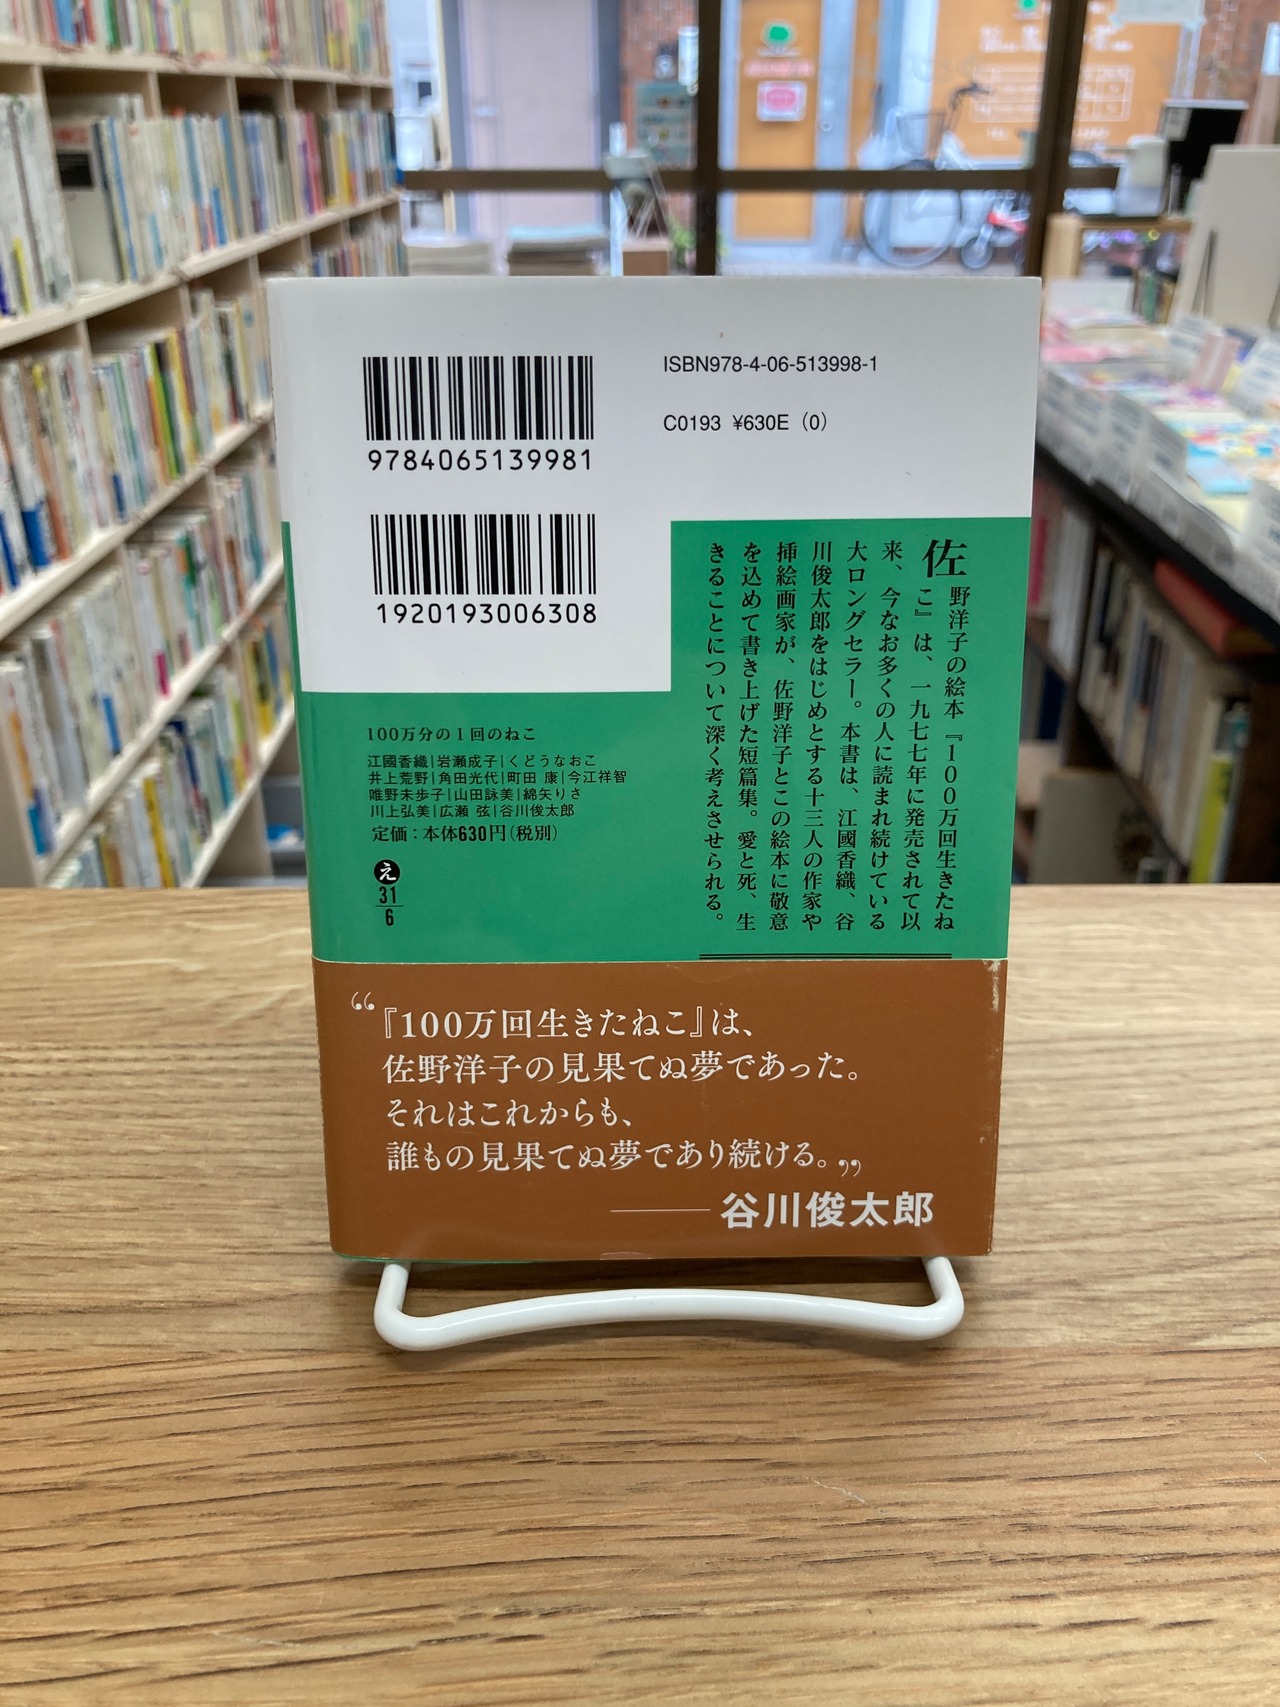 9784065139981
ISBN978-4-06-513998-1
C0193 ¥630E (0)
1920193006308
佐野洋子の絵本『100万回生きたね
こ』は、一九七七年に発売されて以
来、今なお多くの人に読まれ続けている
大ロングセラー。本書は、江國香織、谷
川俊太郎をはじめとする十三人の作家や
挿絵画家が、佐野洋子とこの絵本に敬意
を込めて書き上げた短篇集。愛と死、生
きることについて深く考えさせられる。
100万分の1回のねこ
江國香織|岩瀬成子|くどうなおこ
井上荒野|角田光代|町田 康|今江祥智
唯野未歩子|山田詠美|綿矢りさ
川上弘美|広瀬 弦|谷川俊太郎
定価:本体630円(税別)
え
31
6
“『100万回生きたねこ』は、
佐野洋子の見果てぬ夢であった。
それはこれからも、
誰もの見果てぬ夢であり続ける。”
――谷川俊太郎